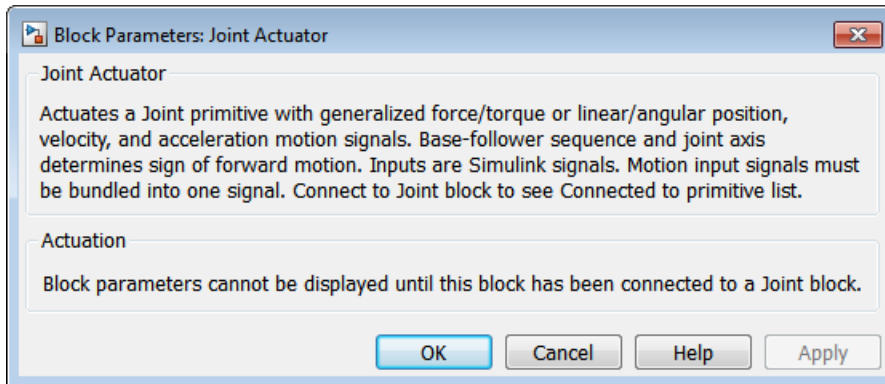 Block Parameters: Joint Actuator
Joint Actuator
Actuates a Joint primitive with generalized force/torque or linear/angular position,
velocity, and acceleration motion signals. Base-follower sequence and joint axis
determines sign of forward motion. Inputs are Simulink signals. Motion input signals must
be bundled into one signal. Connect to Joint block to see Connected to primitive list.
Actuation
Block parameters cannot be displayed until this block has been connected to a Joint block.
OK Cancel Help Apply